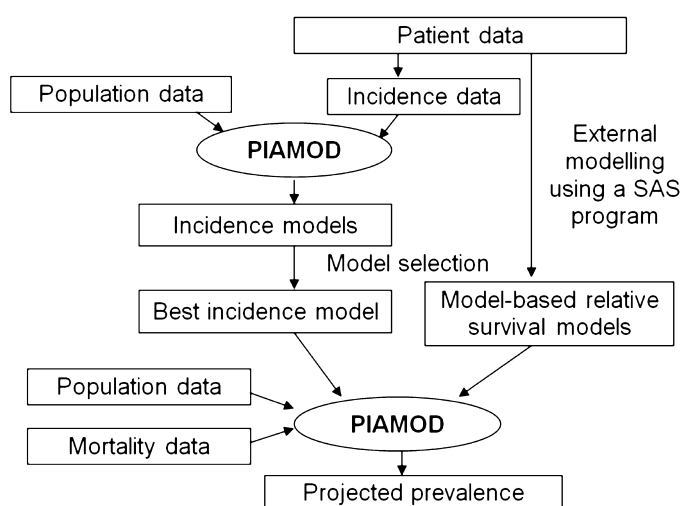 Patient data
Population data
Incidence data
PIAMOD
External
modelling
using a SAS
program
Incidence models
Model selection
Best incidence model
Model-based relative
survival models
Population data
PIAMOD
Mortality data
Projected prevalence